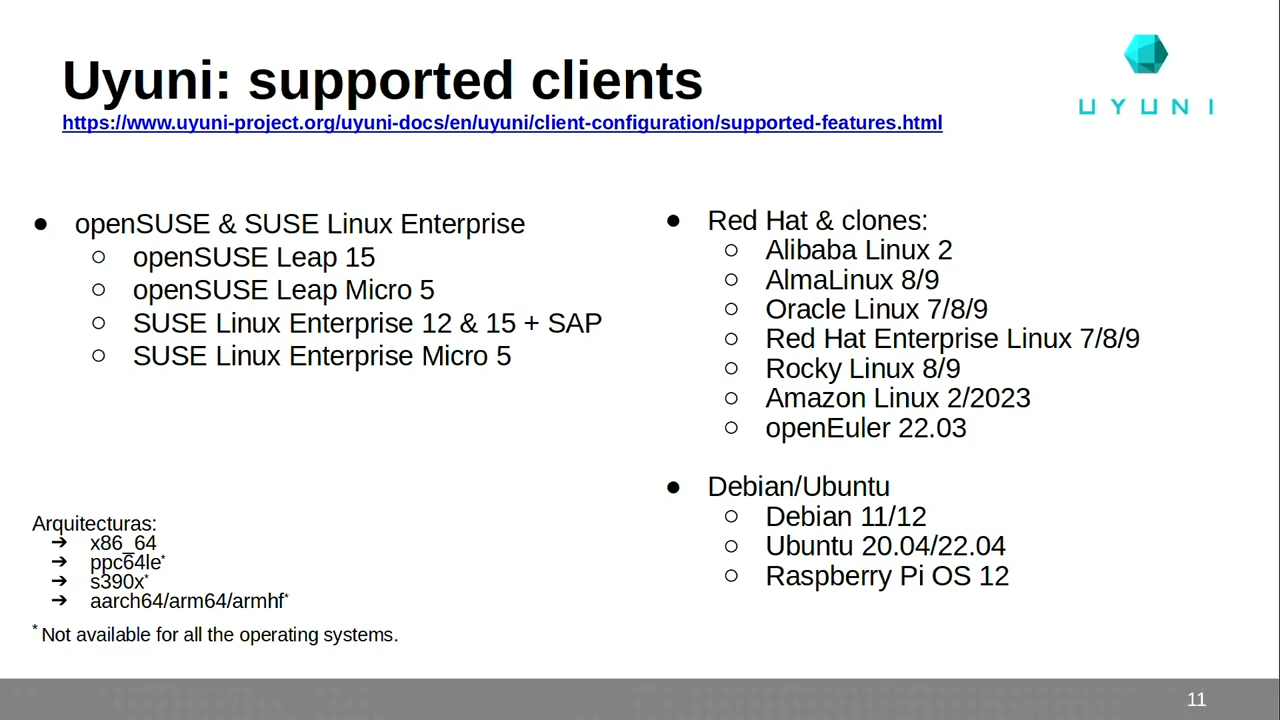 Uyuni: supported clients
https://www.uyuni-project.org/uyuni-docs/en/uyuni/client-configuration/supported-features.html
UYUNI
● openSUSE & SUSE Linux Enterprise
○ openSUSE Leap 15
○ openSUSE Leap Micro 5
○ SUSE Linux Enterprise 12 & 15 + SAP
○ SUSE Linux Enterprise Micro 5
Arquitecturas:
➔ x86_64
➔ ppc64le*
➔ s390x*
➔ aarch64/arm64/armhf*
* Not available for all the operating systems.
● Red Hat & clones:
○ Alibaba Linux 2
○ AlmaLinux 8/9
○ Oracle Linux 7/8/9
○ Red Hat Enterprise Linux 7/8/9
○ Rocky Linux 8/9
○ Amazon Linux 2/2023
○ openEuler 22.03
● Debian/Ubuntu
○ Debian 11/12
○ Ubuntu 20.04/22.04
○ Raspberry Pi OS 12
11